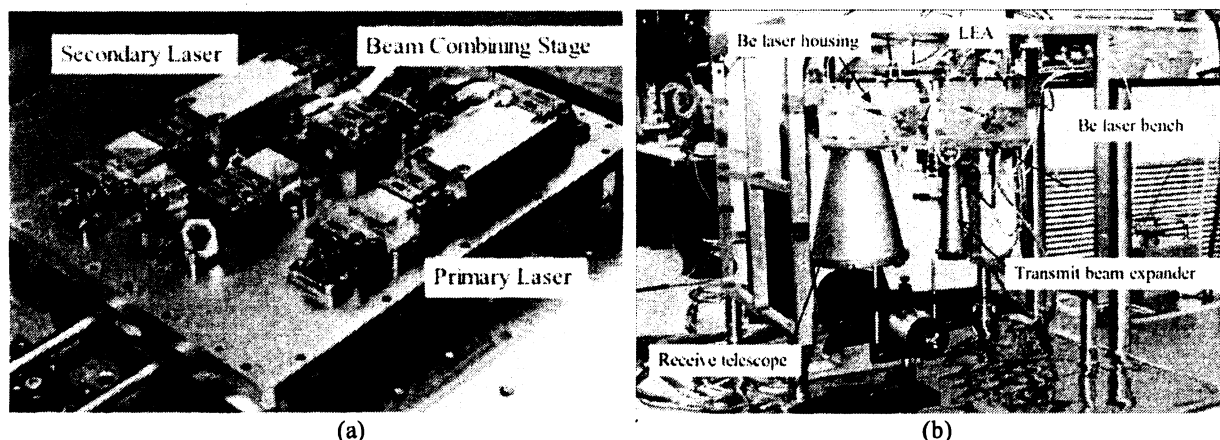 Secondary Laser
Beam Combining Stage
Primary Laser
Be laser housing
LEA
Be laser bench
Transmit beam expander
Receive telescope
(a)
(b)